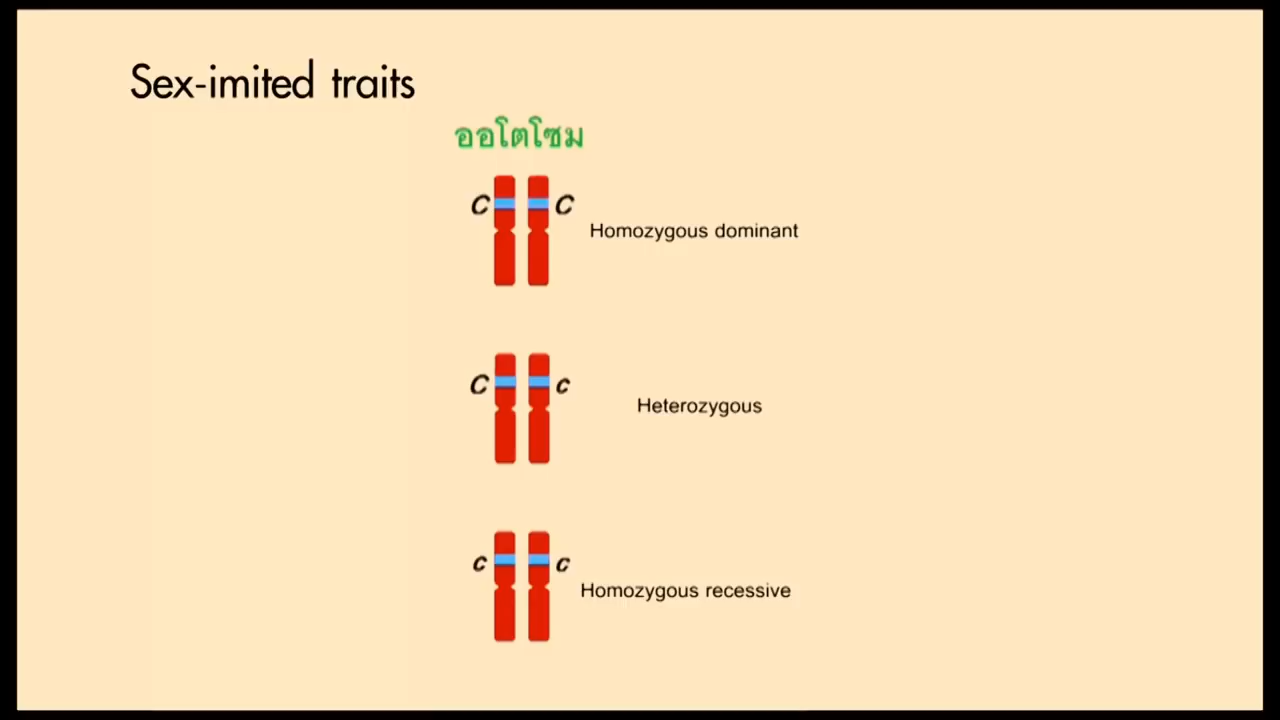 Sex-imited traits
ออโตโซม
C C
Homozygous dominant
C c
Heterozygous
c c
Homozygous recessive